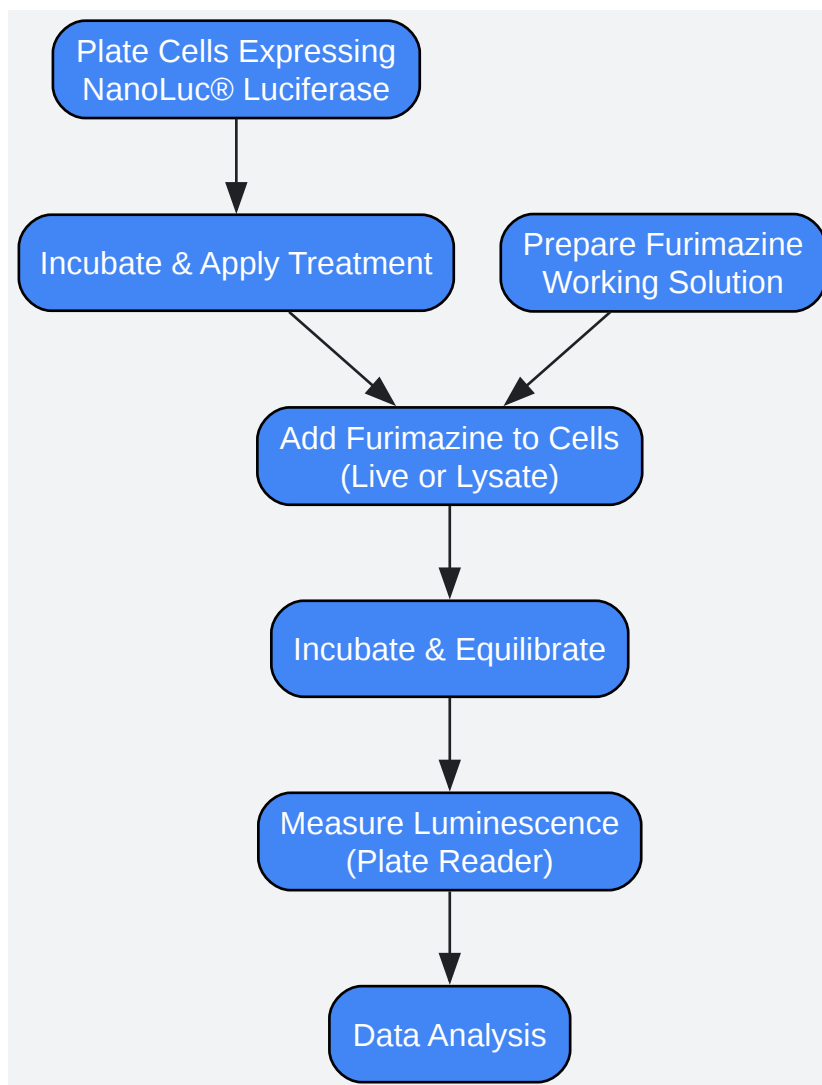 Plate Cells Expressing
NanoLuc® Luciferase
Incubate & Apply Treatment
Prepare Furimazine
Working Solution
Add Furimazine to Cells
(Live or Lysate)
Incubate & Equilibrate
Measure Luminescence
(Plate Reader)
Data Analysis